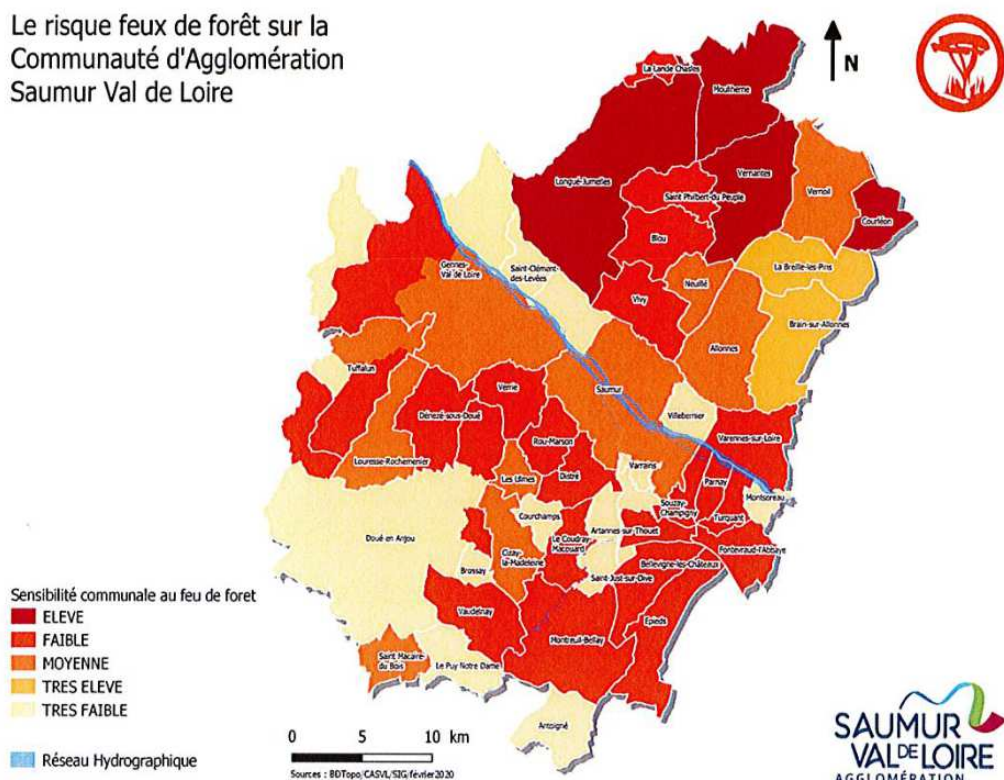 Le risque feux de forêt sur la
Communauté d'Agglomération
Saumur Val de Loire
N
La Lande Chasles
Mouliherne
Longué-Jumelles
Vernantes
Vernoil
Saint Philbert-du Peuple
Courléon
Blou
La Breille-les-Pins
Gennes-
Val de Loire
Saint-Clément
des-Levées
Neuillé
Vivy
Brain-sur-Allonnes
Allonnes
Tuffalun
Verrie
Saumur
Villebernier
Dénezé-sous-Doué
Rou-Marson
Varennes-sur-Loire
Louresse-Rochemenier
Les Ulmes
Distré
Varrains
Parnay
Montsoreau
Souzay-
Champigny
Turquant
Courchamps
Artannes-sur-Thouet
Doué en Anjou
Le Coudray
Macouard
Fontevraud-l'Abbaye
Cizay-
la-Madeleine
Brossay
Bellevigne-les-Châteaux
Saint-Just-sur-Dive
Vaudelnay
Epieds
Montreuil-Bellay
Saint Macaire
du Bois
Le Puy Notre Dame
Antoigné
Sensibilité communale au feu de foret
ELEVE
FAIBLE
MOYENNE
TRES ELEVE
TRES FAIBLE
Réseau Hydrographique
0 5 10 km
Sources : BDTopo/CASVL/SIG/février2020
SAUMUR
VAL DE LOIRE
AGGLOMÉRATION